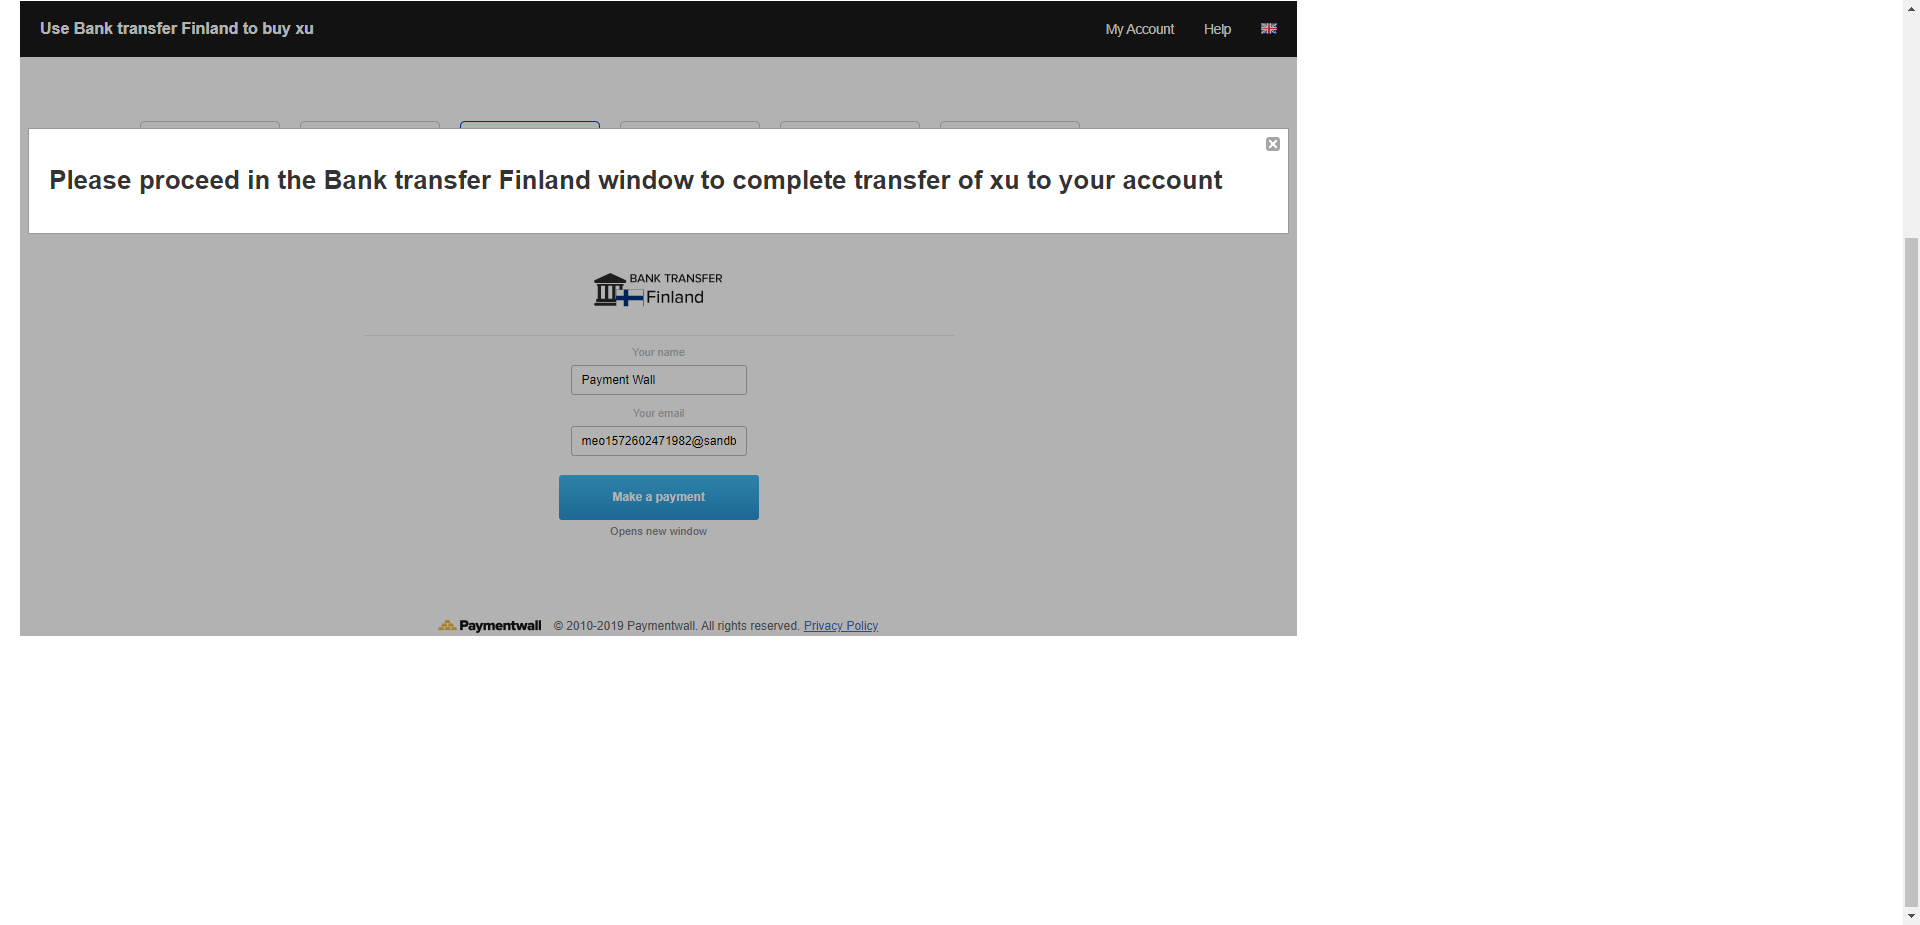 Use Bank transfer Finland to buy xu
My Account Help
Please proceed in the Bank transfer Finland window to complete transfer of xu to your account
BANK TRANSFER
Finland
Your name
Payment Wall
Your email
meo1572602471982@sandb
Make a payment
Opens new window
Paymentwall © 2010-2019 Paymentwall. All rights reserved. Privacy Policy